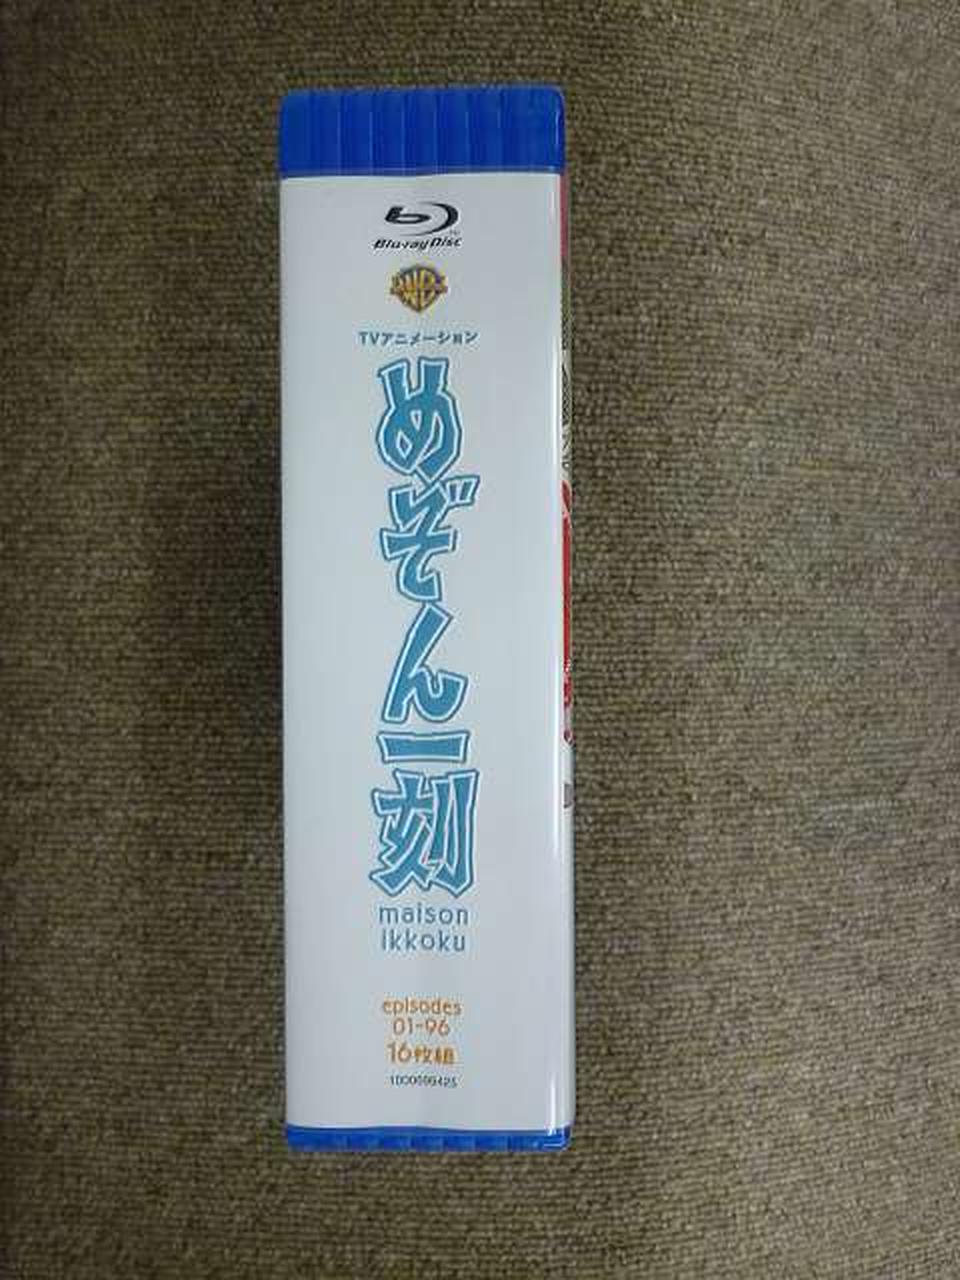 Blu-ray Disc
WB
TVアニメーション
めぞん一刻
maison
ikkoku
episodes
01-96
16枚組